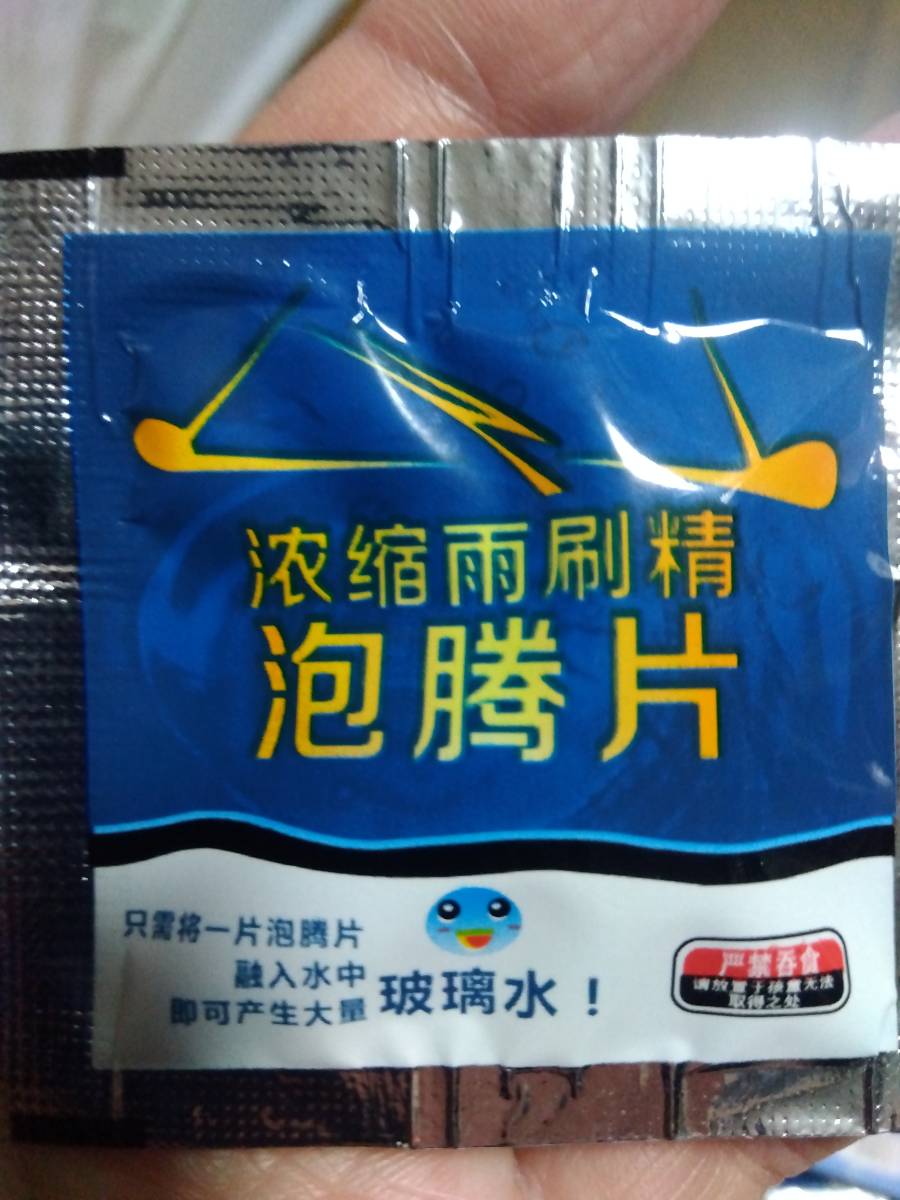 浓缩雨刷精
泡腾片
只需将一片泡腾片
融入水中
即可产生大量 玻璃水！
严禁吞食
请放置于孩童无法
取得之处